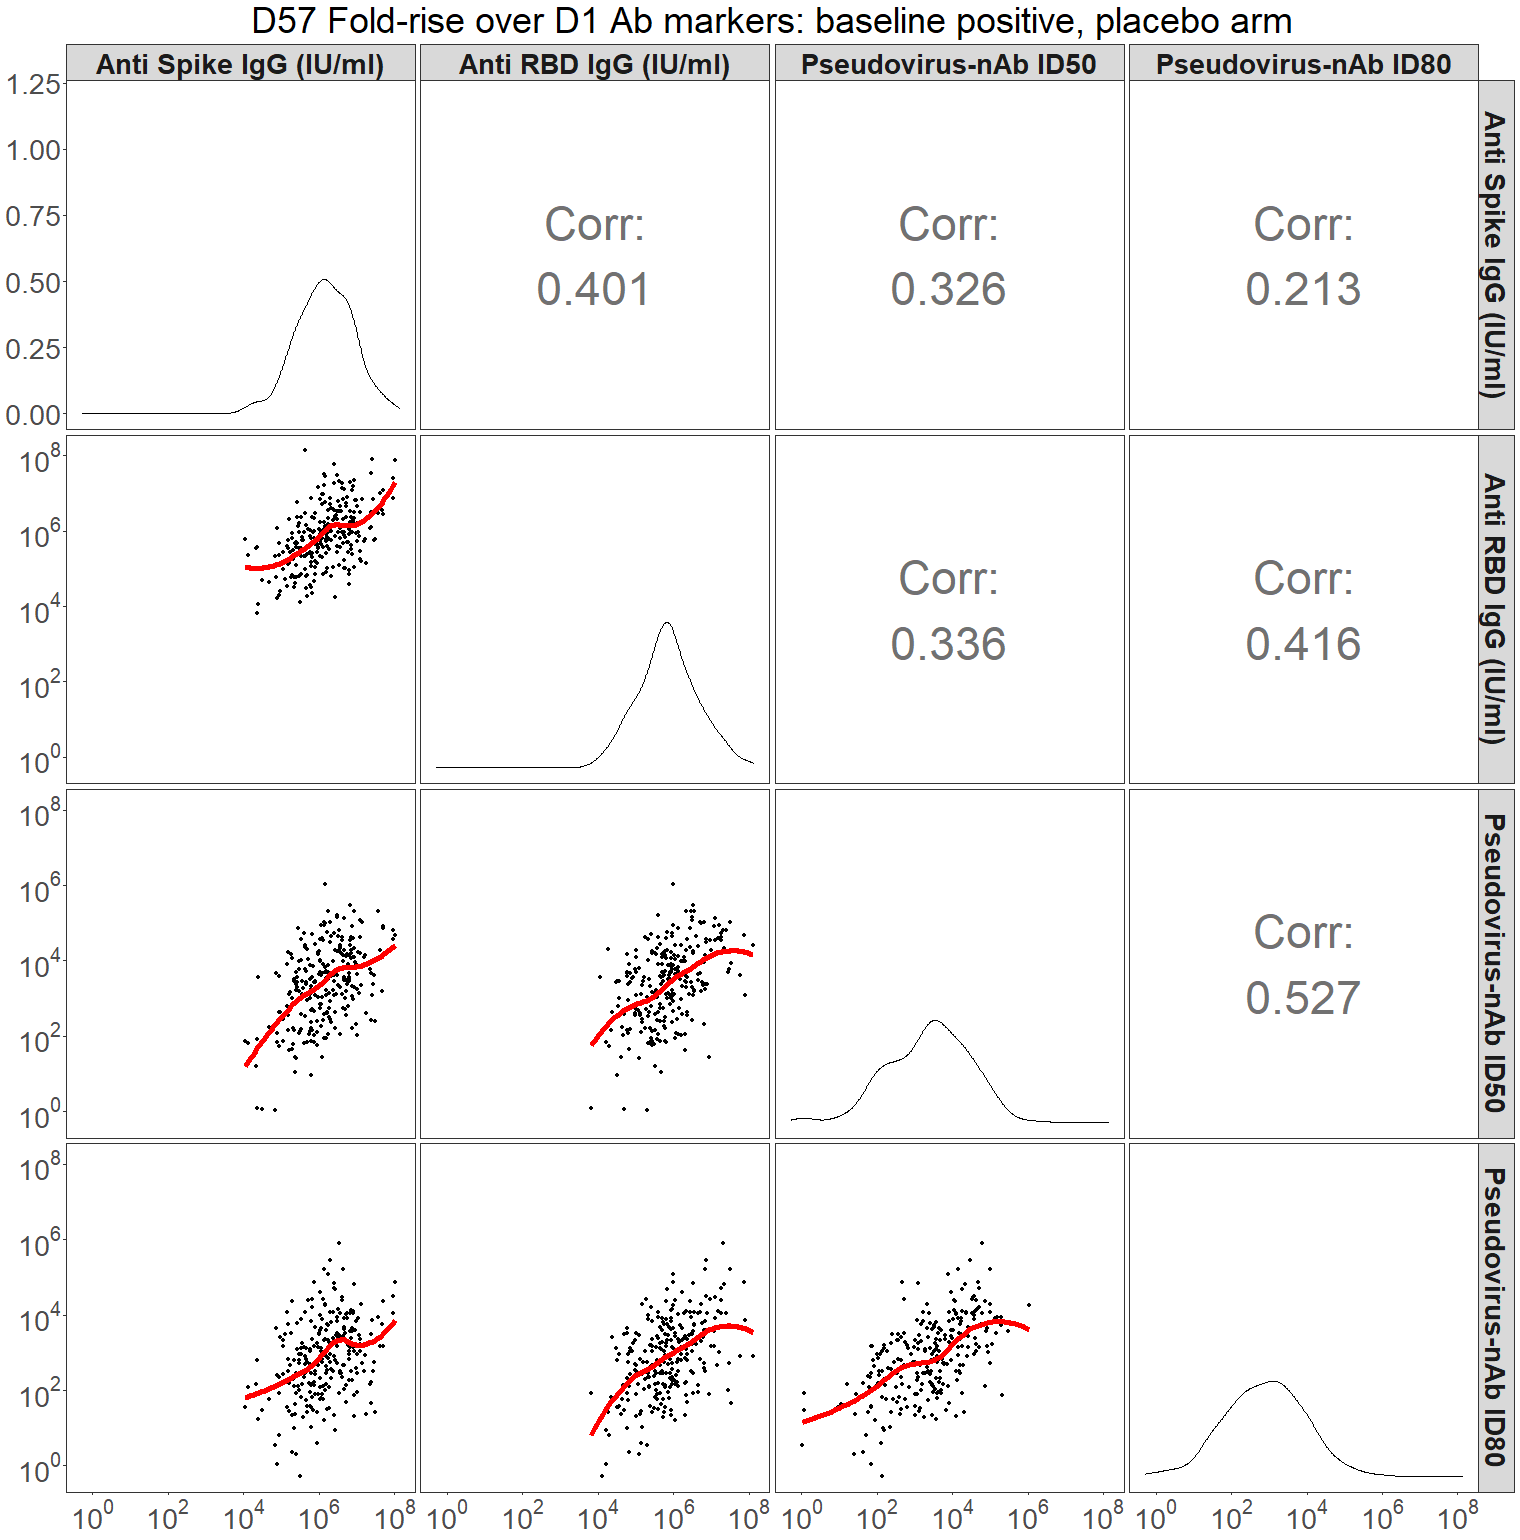 D57 Fold-rise over D1 Ab markers: baseline positive, placebo arm
Anti Spike IgG (IU/ml)
Anti RBD IgG (IU/ml)
Pseudovirus-nAb ID50
Pseudovirus-nAb ID80
1.25
1.00
0.75
0.50
0.25
0.00
Corr:
0.401
Corr:
0.326
Corr:
0.213
Anti Spike IgG (IU/ml)
10^8
10^6
10^4
10^2
10^0
Corr:
0.336
Corr:
0.416
Anti RBD IgG (IU/ml)
10^8
10^6
10^4
10^2
10^0
Corr:
0.527
Pseudovirus-nAb ID50
10^8
10^6
10^4
10^2
10^0
Pseudovirus-nAb ID80
10^0 10^2 10^4 10^6 10^8
10^0 10^2 10^4 10^6 10^8
10^0 10^2 10^4 10^6 10^8
10^0 10^2 10^4 10^6 10^8